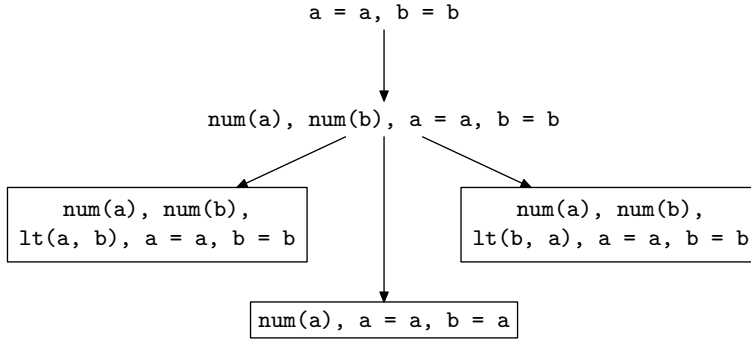 a = a, b = b
num(a), num(b), a = a, b = b
num(a), num(b),
lt(a, b), a = a, b = b
num(a), num(b),
lt(b, a), a = a, b = b
num(a), a = a, b = a